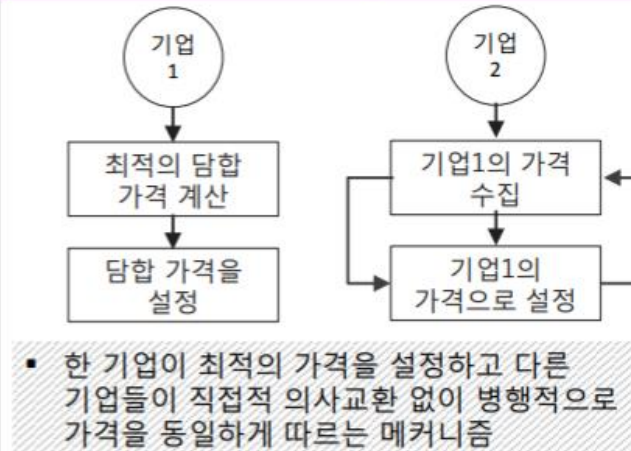 기업
1
최적의 담합
가격 계산
담합 가격을
설정
기업
2
기업1의 가격
수집
기업1의
가격으로 설정
▪ 한 기업이 최적의 가격을 설정하고 다른
기업들이 직접적 의사교환 없이 병행적으로
가격을 동일하게 따르는 메커니즘